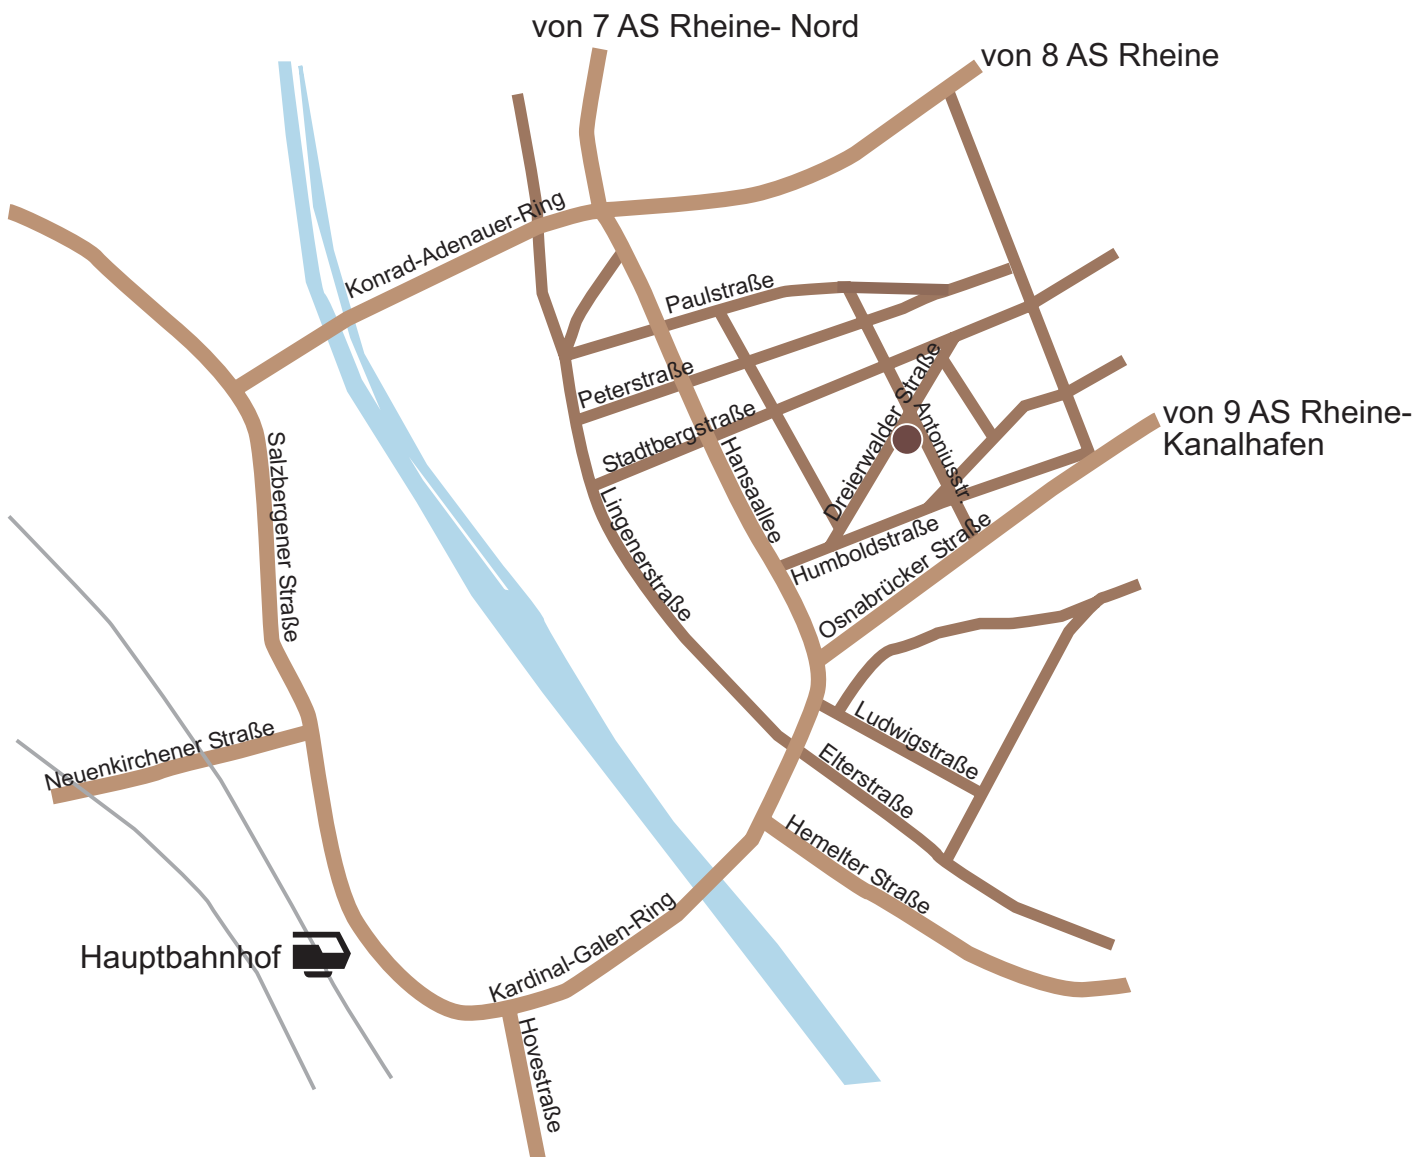 von 7 AS Rheine- Nord
von 8 AS Rheine
Konrad-Adenauer-Ring
Paulstraße
Peterstraße
Stadtbergstraße
Dreierwalder Straße
Antoniusstr.
von 9 AS Rheine-
Kanalhafen
Hansaallee
Salzbergener Straße
Lingenerstraße
Humboldstraße
Osnabrücker Straße
Neuenkirchener Straße
Ludwigstraße
Elterstraße
Hemelter Straße
Hauptbahnhof
Kardinal-Galen-Ring
Hovestraße